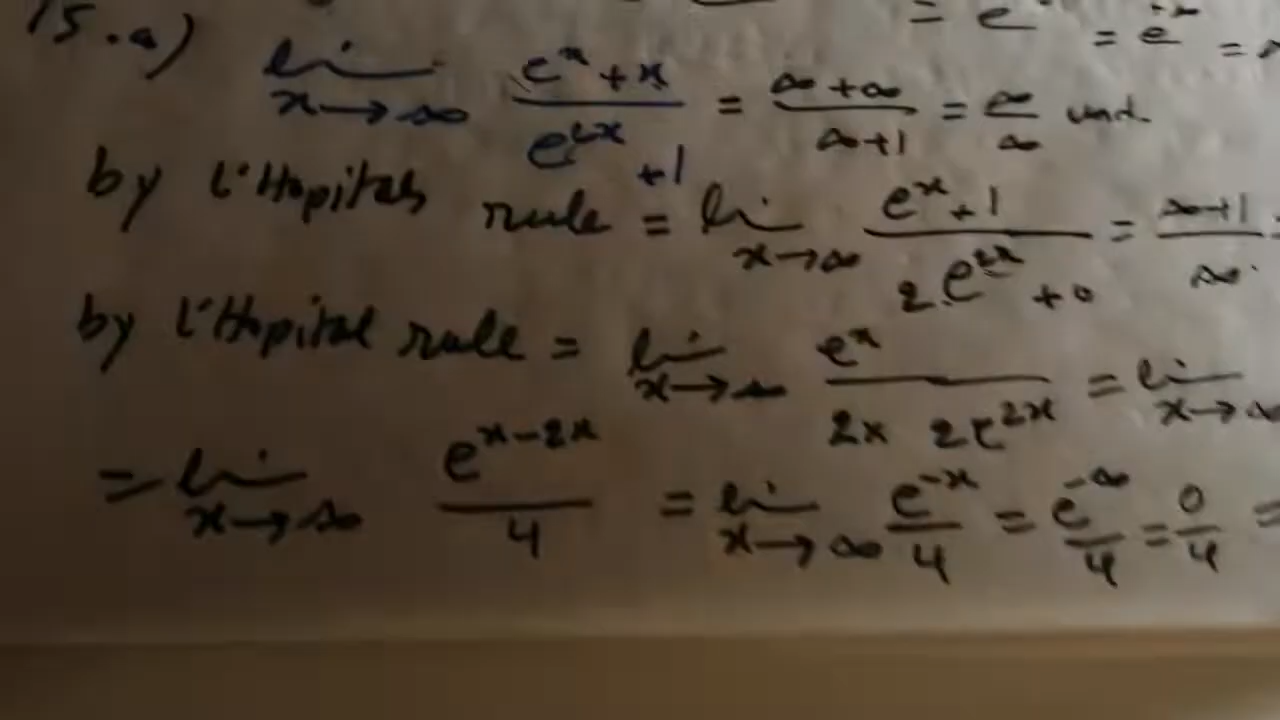 = e = e^-∞ =
15.a) lim x→∞ (e^x + x)/(e^2x + 1) = (∞ + ∞)/(∞ + 1) = ∞/∞ und.
by L'Hopitals rule = lim x→∞ (e^x + 1)/(2e^2x + 0) = (∞ + 1)/∞ =
by L'Hopital rule = lim x→∞ e^x/(2x 2e^2x) = lim x→∞
= lim x→∞ e^(x-2x)/4 = lim x→∞ e^-x/4 = e^-∞/4 = 0/4 =